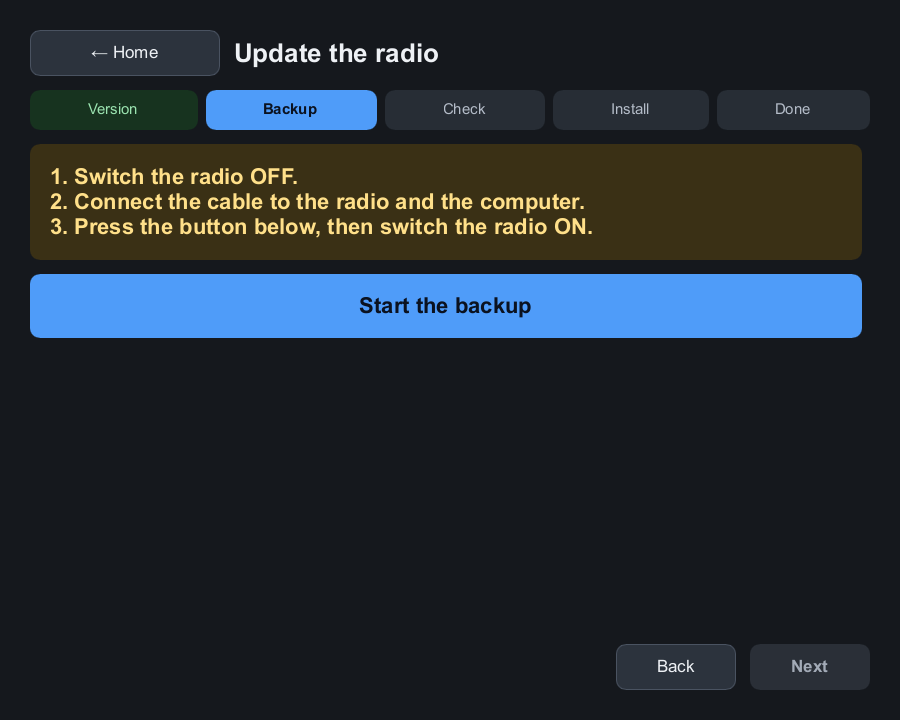 ← Home
Update the radio
Version
Backup
Check
Install
Done
1. Switch the radio OFF.
2. Connect the cable to the radio and the computer.
3. Press the button below, then switch the radio ON.
Start the backup
Back
Next